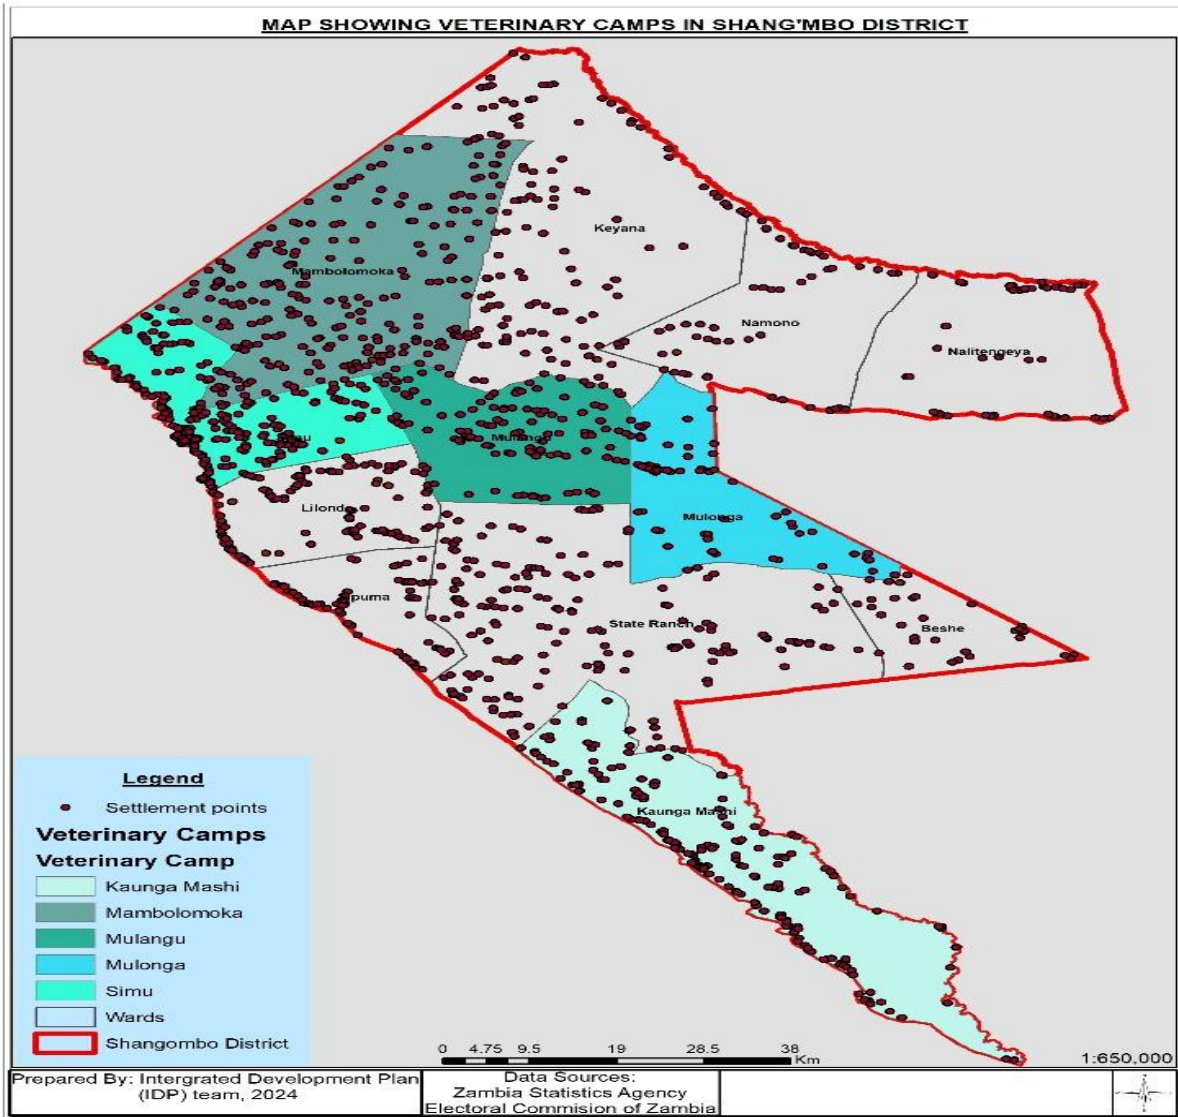 MAP SHOWING VETERINARY CAMPS IN SHANG'MBO DISTRICT
Keyana
Mambolomoka
Namono
Nalitengeya
Lilondo
Mulonga
State Ranch
Beshe
Kaunga Mashi
Legend
Settlement points
Veterinary Camps
Veterinary Camp
Kaunga Mashi
Mambolomoka
Mulangu
Mulonga
Simu
Wards
Shangombo District
0 4.75 9.5 19 28.5 38
Km
1:650,000
Prepared By: Intergrated Development Plan
(IDP) team, 2024
Data Sources:
Zambia Statistics Agency
Electoral Commision of Zambia